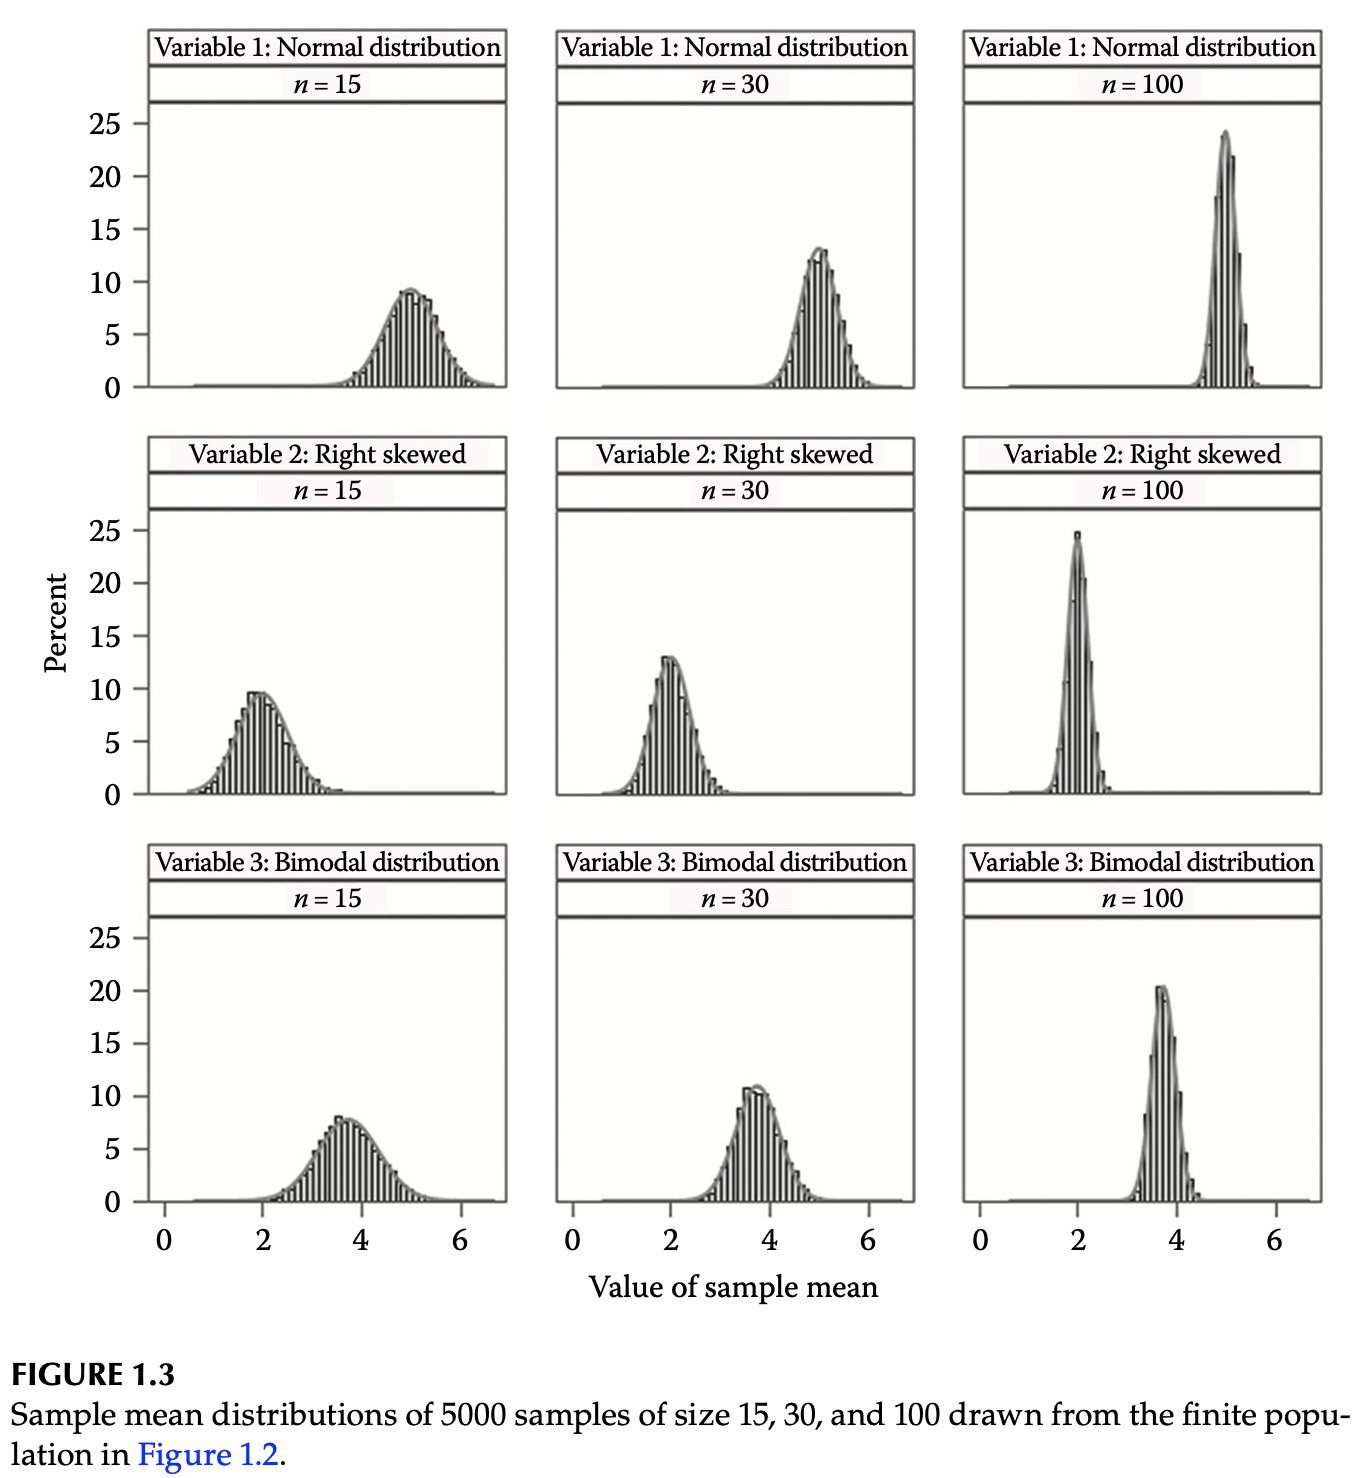 Variable 1: Normal distribution
n = 15
Variable 1: Normal distribution
n = 30
Variable 1: Normal distribution
n = 100
25
20
15
10
5
0
Variable 2: Right skewed
n = 15
Variable 2: Right skewed
n = 30
Variable 2: Right skewed
n = 100
Percent
25
20
15
10
5
0
Variable 3: Bimodal distribution
n = 15
Variable 3: Bimodal distribution
n = 30
Variable 3: Bimodal distribution
n = 100
25
20
15
10
5
0
0 2 4 6
0 2 4 6
0 2 4 6
Value of sample mean
FIGURE 1.3
Sample mean distributions of 5000 samples of size 15, 30, and 100 drawn from the finite popu-
lation in Figure 1.2.